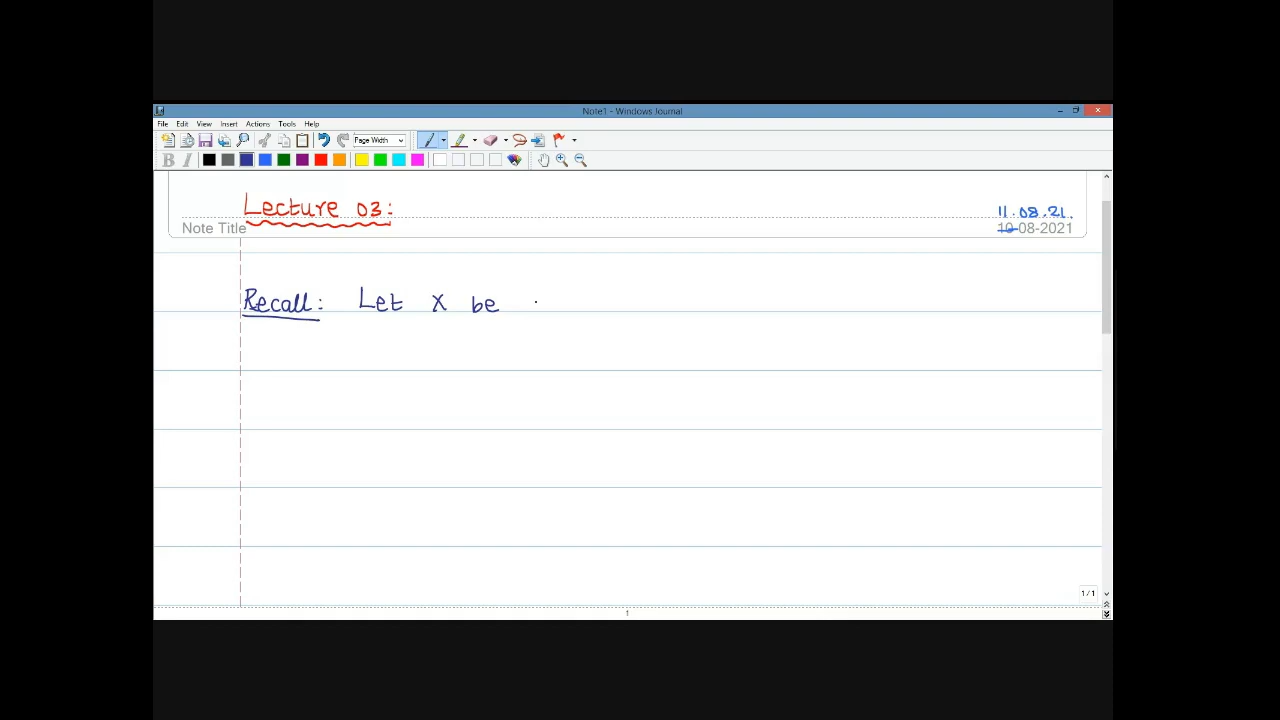 Note1 - Windows Journal
File Edit View Insert Actions Tools Help
Page Width
B I
Lecture 03:
11.08.21.
Note Title
10-08-2021
Recall: Let X be
1/1
1